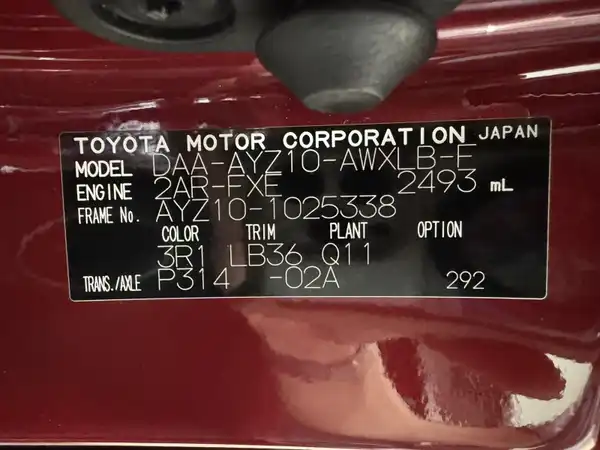 TOYOTA MOTOR CORPORATION JAPAN
MODEL DAA-AYZ10-AWXLB-E
ENGINE 2AR-FXE 2493 mL
FRAME No. AYZ10-1025338
COLOR TRIM PLANT OPTION
3R1 LB36 Q11
TRANS./AXLE P314 -02A 292